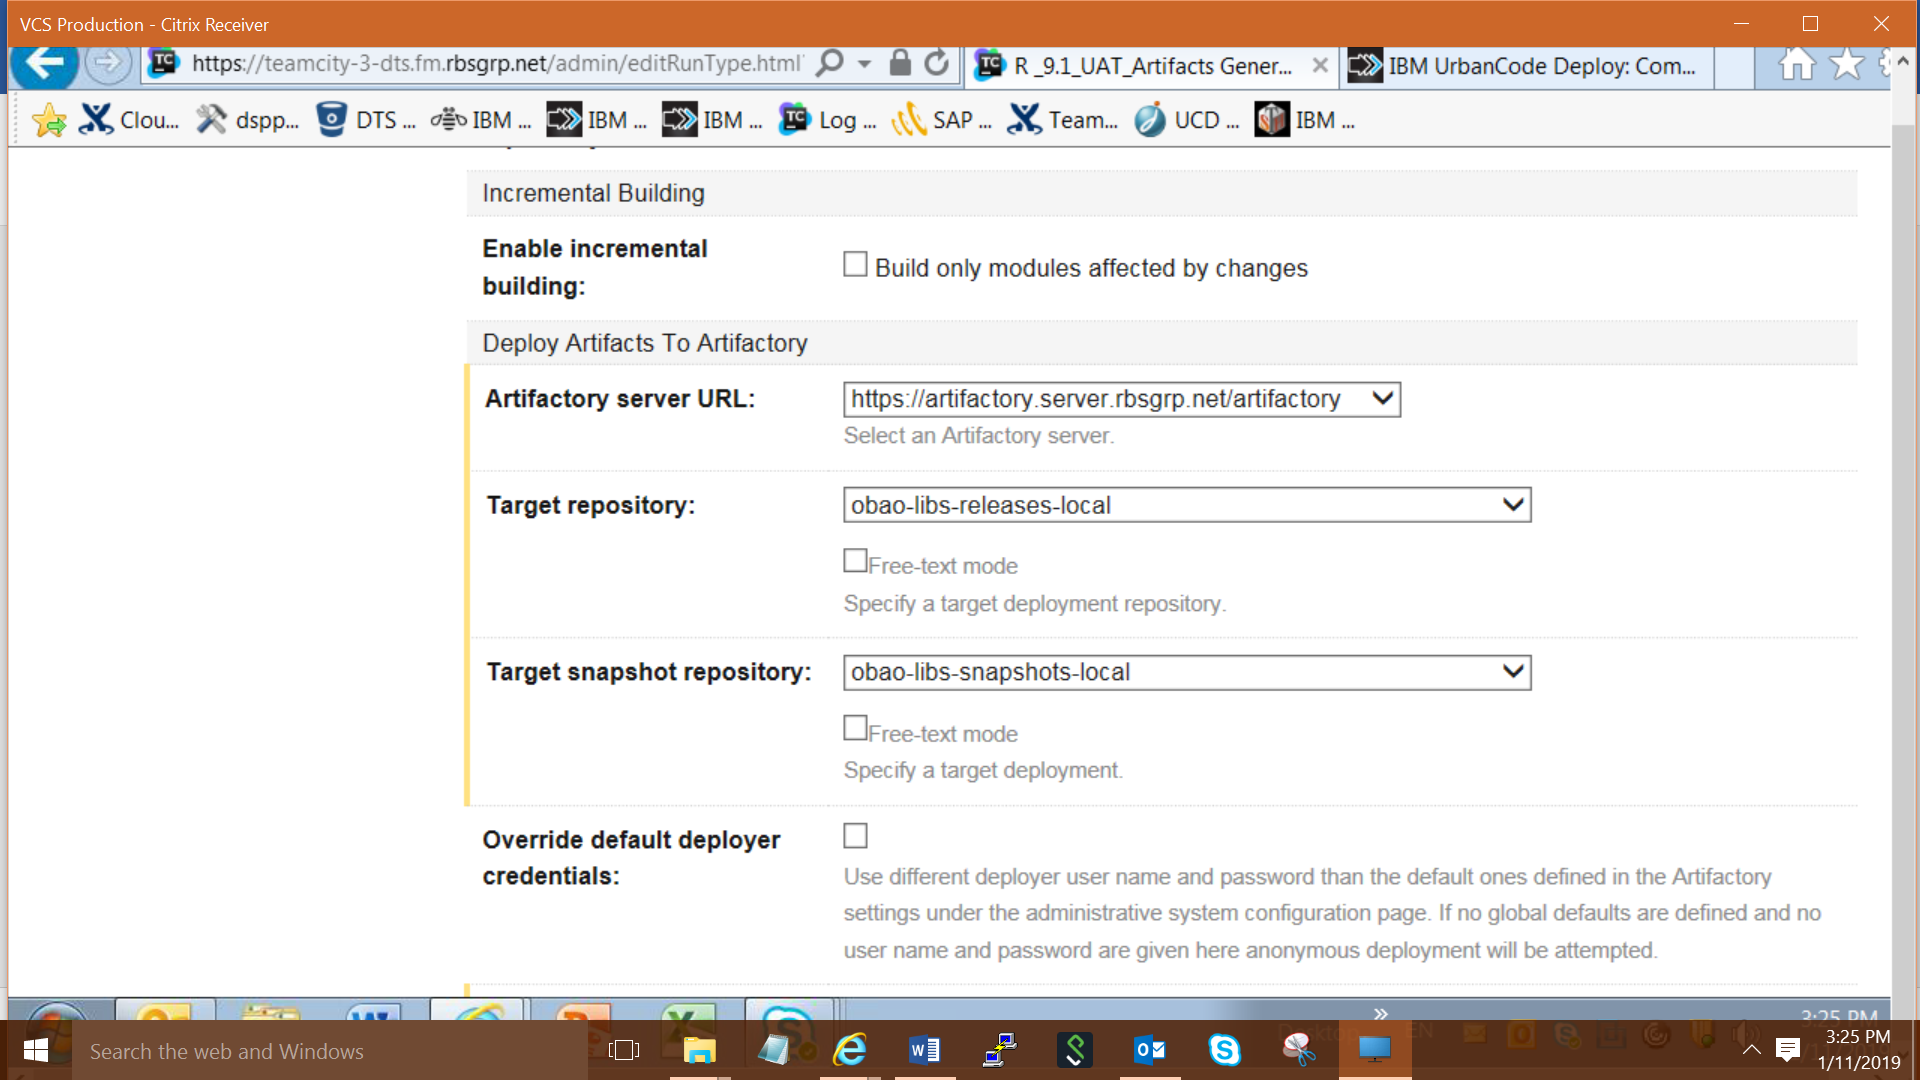 VCS Production - Citrix Receiver
https://teamcity-3-dts.fm.rbsgrp.net/admin/editRunType.html
R _9.1_UAT_Artifacts Gener...
IBM UrbanCode Deploy: Com...
Clou...
dspp...
DTS ...
IBM ...
IBM ...
IBM ...
Log ...
SAP ...
Team...
UCD ...
IBM ...
Incremental Building
Enable incremental
building:
Build only modules affected by changes
Deploy Artifacts To Artifactory
Artifactory server URL:
https://artifactory.server.rbsgrp.net/artifactory
Select an Artifactory server.
Target repository:
obao-libs-releases-local
Free-text mode
Specify a target deployment repository.
Target snapshot repository:
obao-libs-snapshots-local
Free-text mode
Specify a target deployment.
Override default deployer
credentials:
Use different deployer user name and password than the default ones defined in the Artifactory
settings under the administrative system configuration page. If no global defaults are defined and no
user name and password are given here anonymous deployment will be attempted.
3:25 PM
Desktop
EN
Search the web and Windows
3:25 PM
1/11/2019